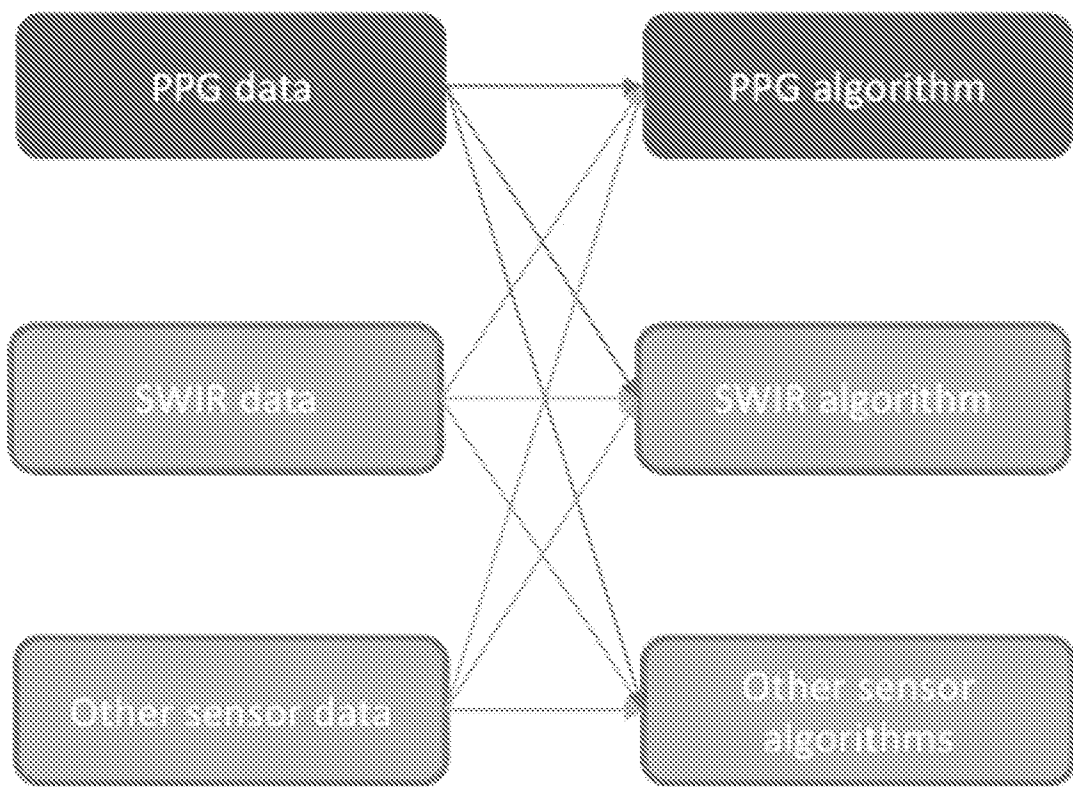 PPG data
PPG algorithm
SWIR data
SWIR algorithm
Other sensor data
Other sensor
algorithms